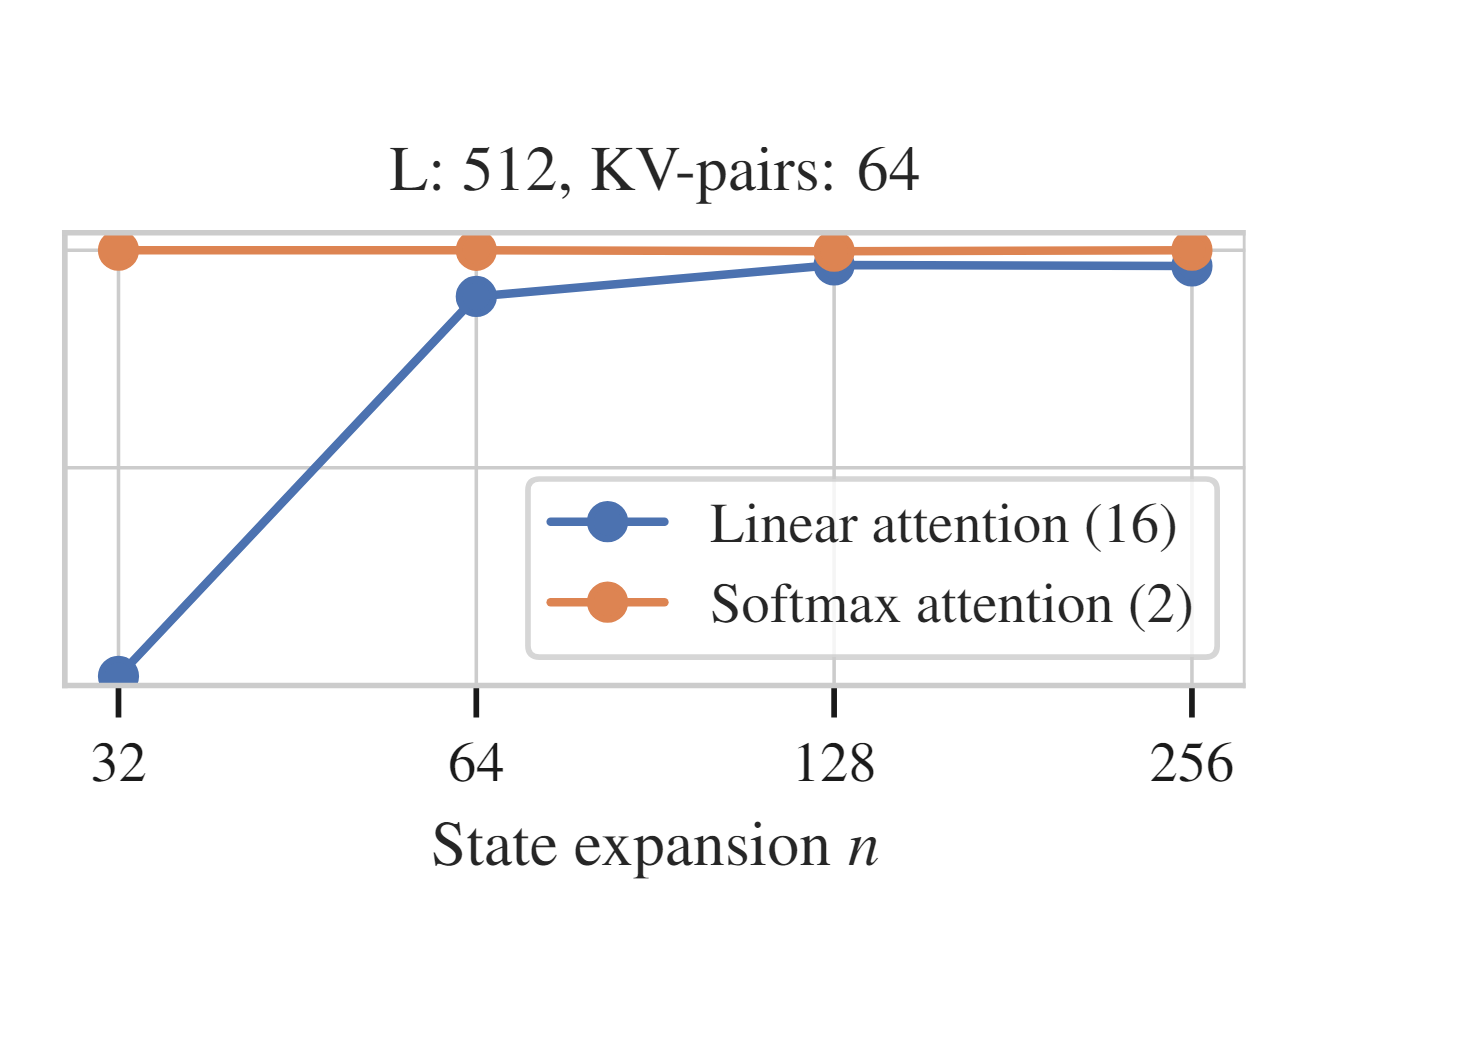 L: 512, KV-pairs: 64
Linear attention (16)
Softmax attention (2)
32 64 128 256
State expansion n